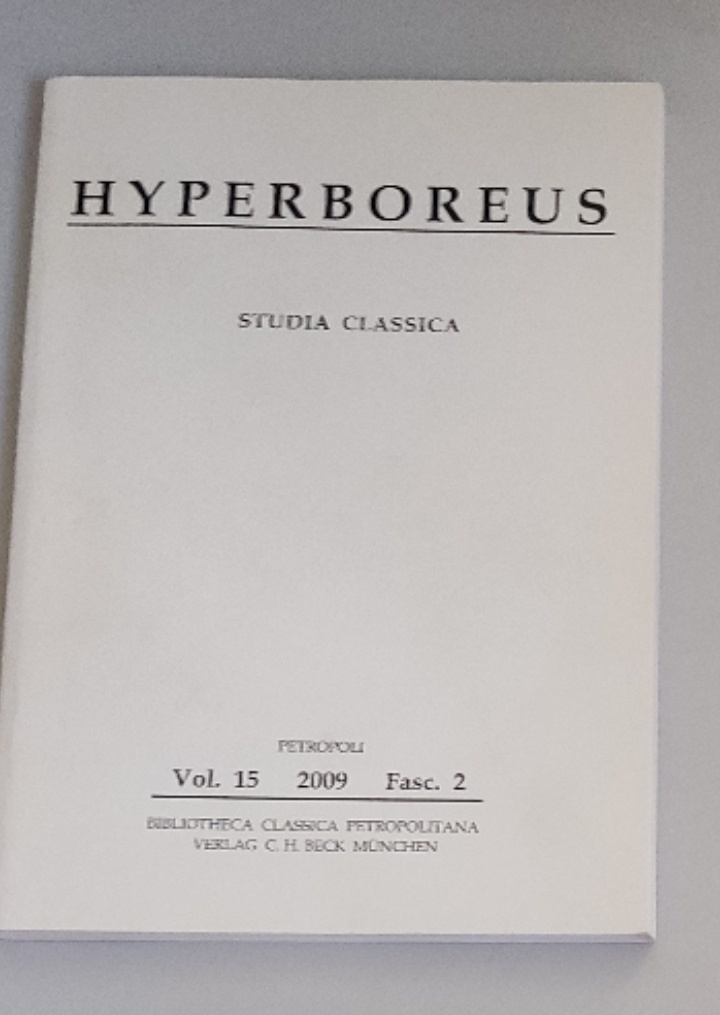 HYPERBOREUS
STUDIA CLASSICA
PETROPOLI
Vol. 15 2009 Fasc. 2
BIBLIOTHECA CLASSICA PETROPOLITANA
VERLAG C. H. BECK MÜNCHEN